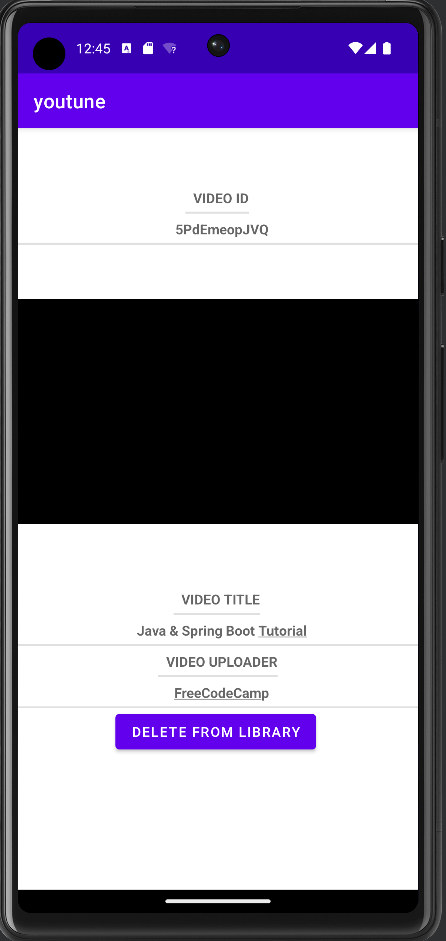 12:45 A ?
youtune
VIDEO ID
5PdEmeopJVQ
VIDEO TITLE
Java & Spring Boot Tutorial
VIDEO UPLOADER
FreeCodeCamp
DELETE FROM LIBRARY